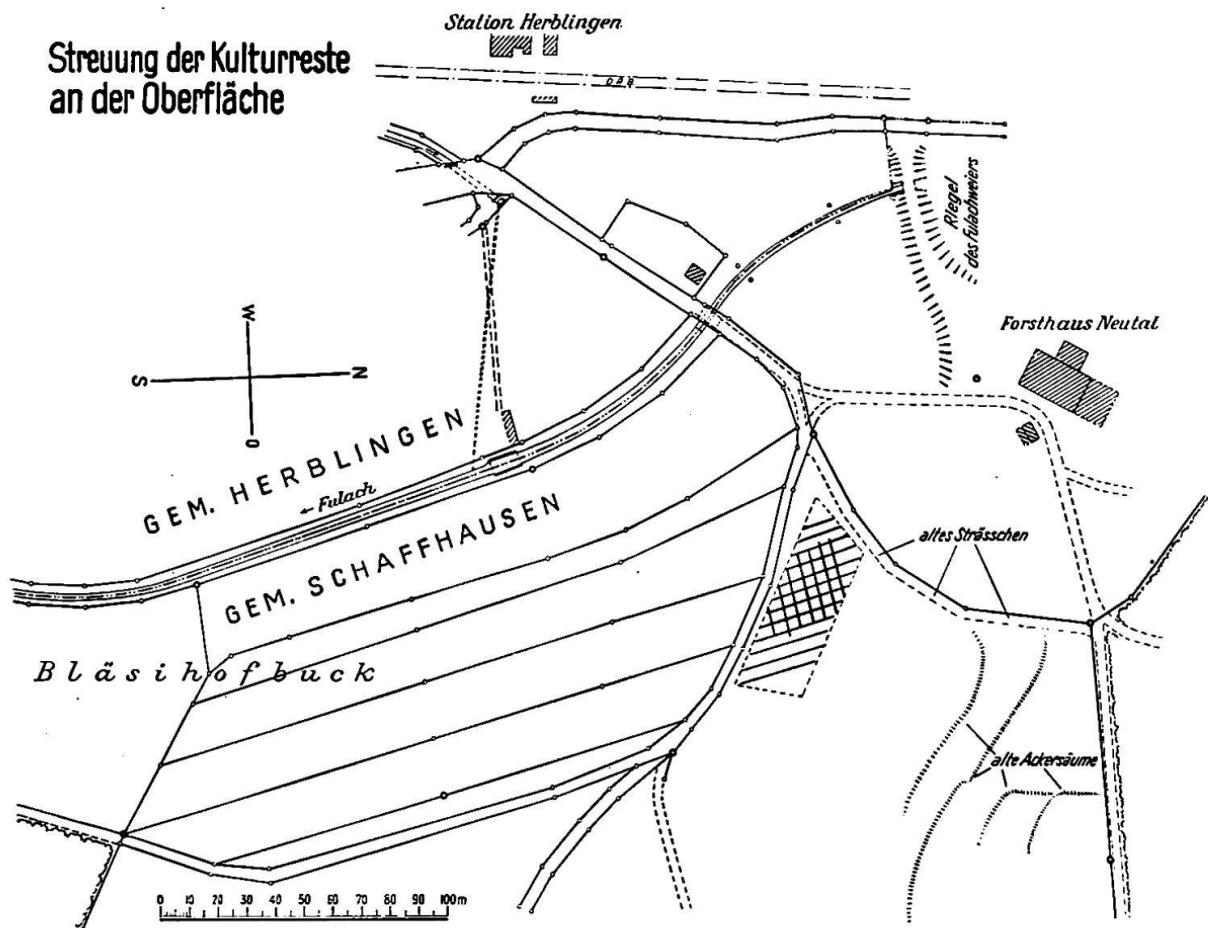 Station Herblingen
Streuung der Kulturreste
an der Oberfläche
D B B
Riegel
des Fulachweiers
Forsthaus Neutal
W
S
N
O
GEM. HERBLINGEN
← Fulach
GEM. SCHAFFHAUSEN
altes Strässchen
Bläsihofbuck
alte Ackersäume
0 10 20 30 40 50 60 70 80 90 100m